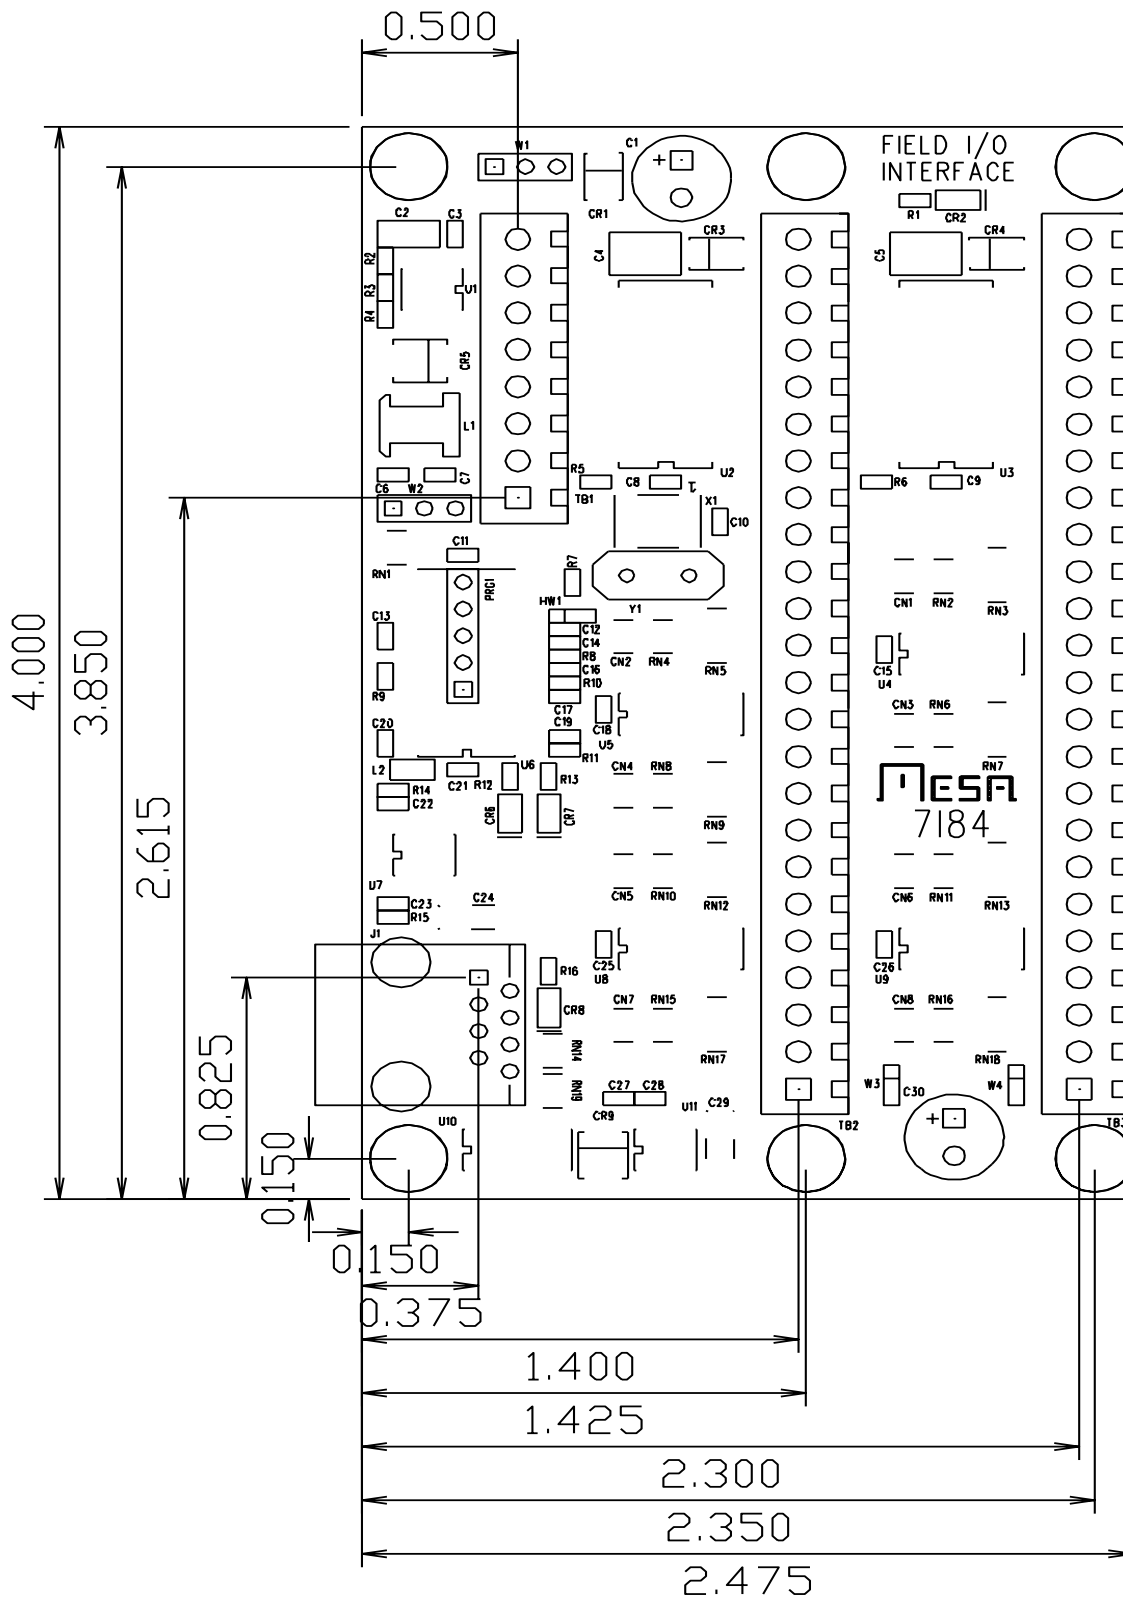 0.500
W1
C1
+
FIELD I/O
INTERFACE
CR1
R1
CR2
C2
C3
C4
CR3
C5
CR4
R2
R3
R4
U1
CR5
L1
C6
W2
C7
R5
TB1
C8
1
U2
X1
C10
R6
C9
U3
C11
RN1
PRG1
R7
HW1
Y1
CN1
RN2
RN3
C13
C12
C14
R8
C16
R10
C17
CN2
RN4
RN5
C15
U4
R9
C18
U5
CN3
RN6
C20
C19
R11
L2
C21
R12
U6
R13
CN4
RN8
RN7
R14
C22
CR6
CR7
RN9
MESA
7I84
U7
C23
R15
C24
CN5
RN10
RN12
CN6
RN11
RN13
J1
R16
C25
U8
C26
U9
CR8
CN7
RN15
CN8
RN16
RN14
RN17
RN18
RN19
C27
C28
U11
C29
W3
C30
W4
U10
CR9
+
TB2
TB3
4.000
3.850
2.615
0.825
0.150
0.150
0.375
1.400
1.425
2.300
2.350
2.475